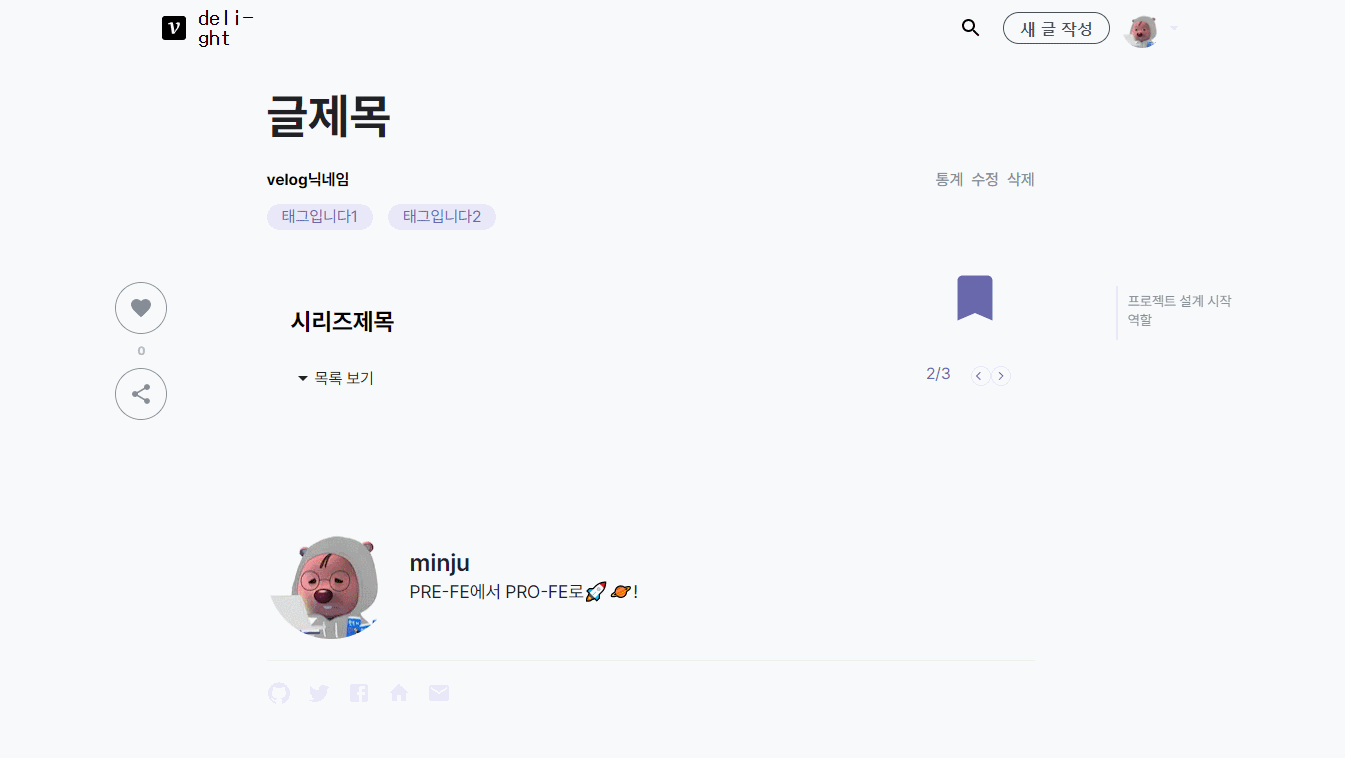 v deli-
ght
새 글 작성
글제목
velog닉네임
통계 수정 삭제
태그입니다1 태그입니다2
프로젝트 설계 시작
역할
시리즈제목
0
목록 보기
2/3
minju
PRE-FE에서 PRO-FE로🚀🪐!